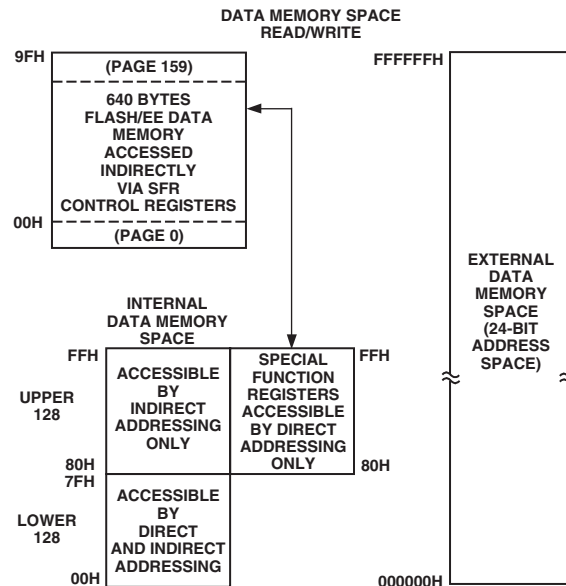 DATA MEMORY SPACE
READ/WRITE
9FH
(PAGE 159)
640 BYTES
FLASH/EE DATA
MEMORY
ACCESSED
INDIRECTLY
VIA SFR
CONTROL REGISTERS
00H
(PAGE 0)
FFFFFFH
EXTERNAL
DATA
MEMORY
SPACE
(24-BIT
ADDRESS
SPACE)
000000H
INTERNAL
DATA MEMORY
SPACE
FFH
UPPER
128
ACCESSIBLE
BY
INDIRECT
ADDRESSING
ONLY
80H
SPECIAL
FUNCTION
REGISTERS
ACCESSIBLE
BY DIRECT
ADDRESSING
ONLY
FFH
80H
7FH
LOWER
128
ACCESSIBLE
BY
DIRECT
AND INDIRECT
ADDRESSING
00H